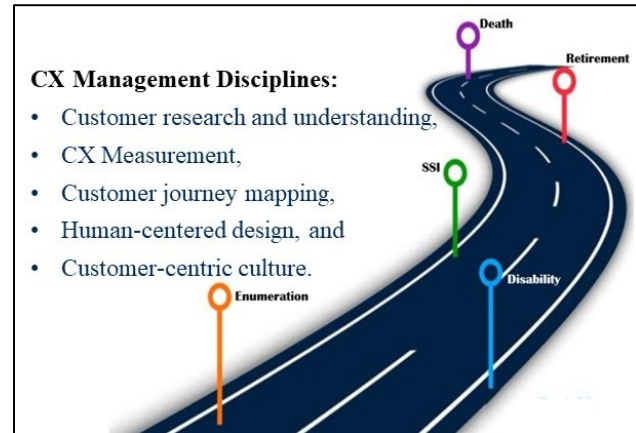 CX Management Disciplines:
• Customer research and understanding,
• CX Measurement,
• Customer journey mapping,
• Human-centered design, and
• Customer-centric culture.
Death
Retirement
SSI
Disability
Enumeration